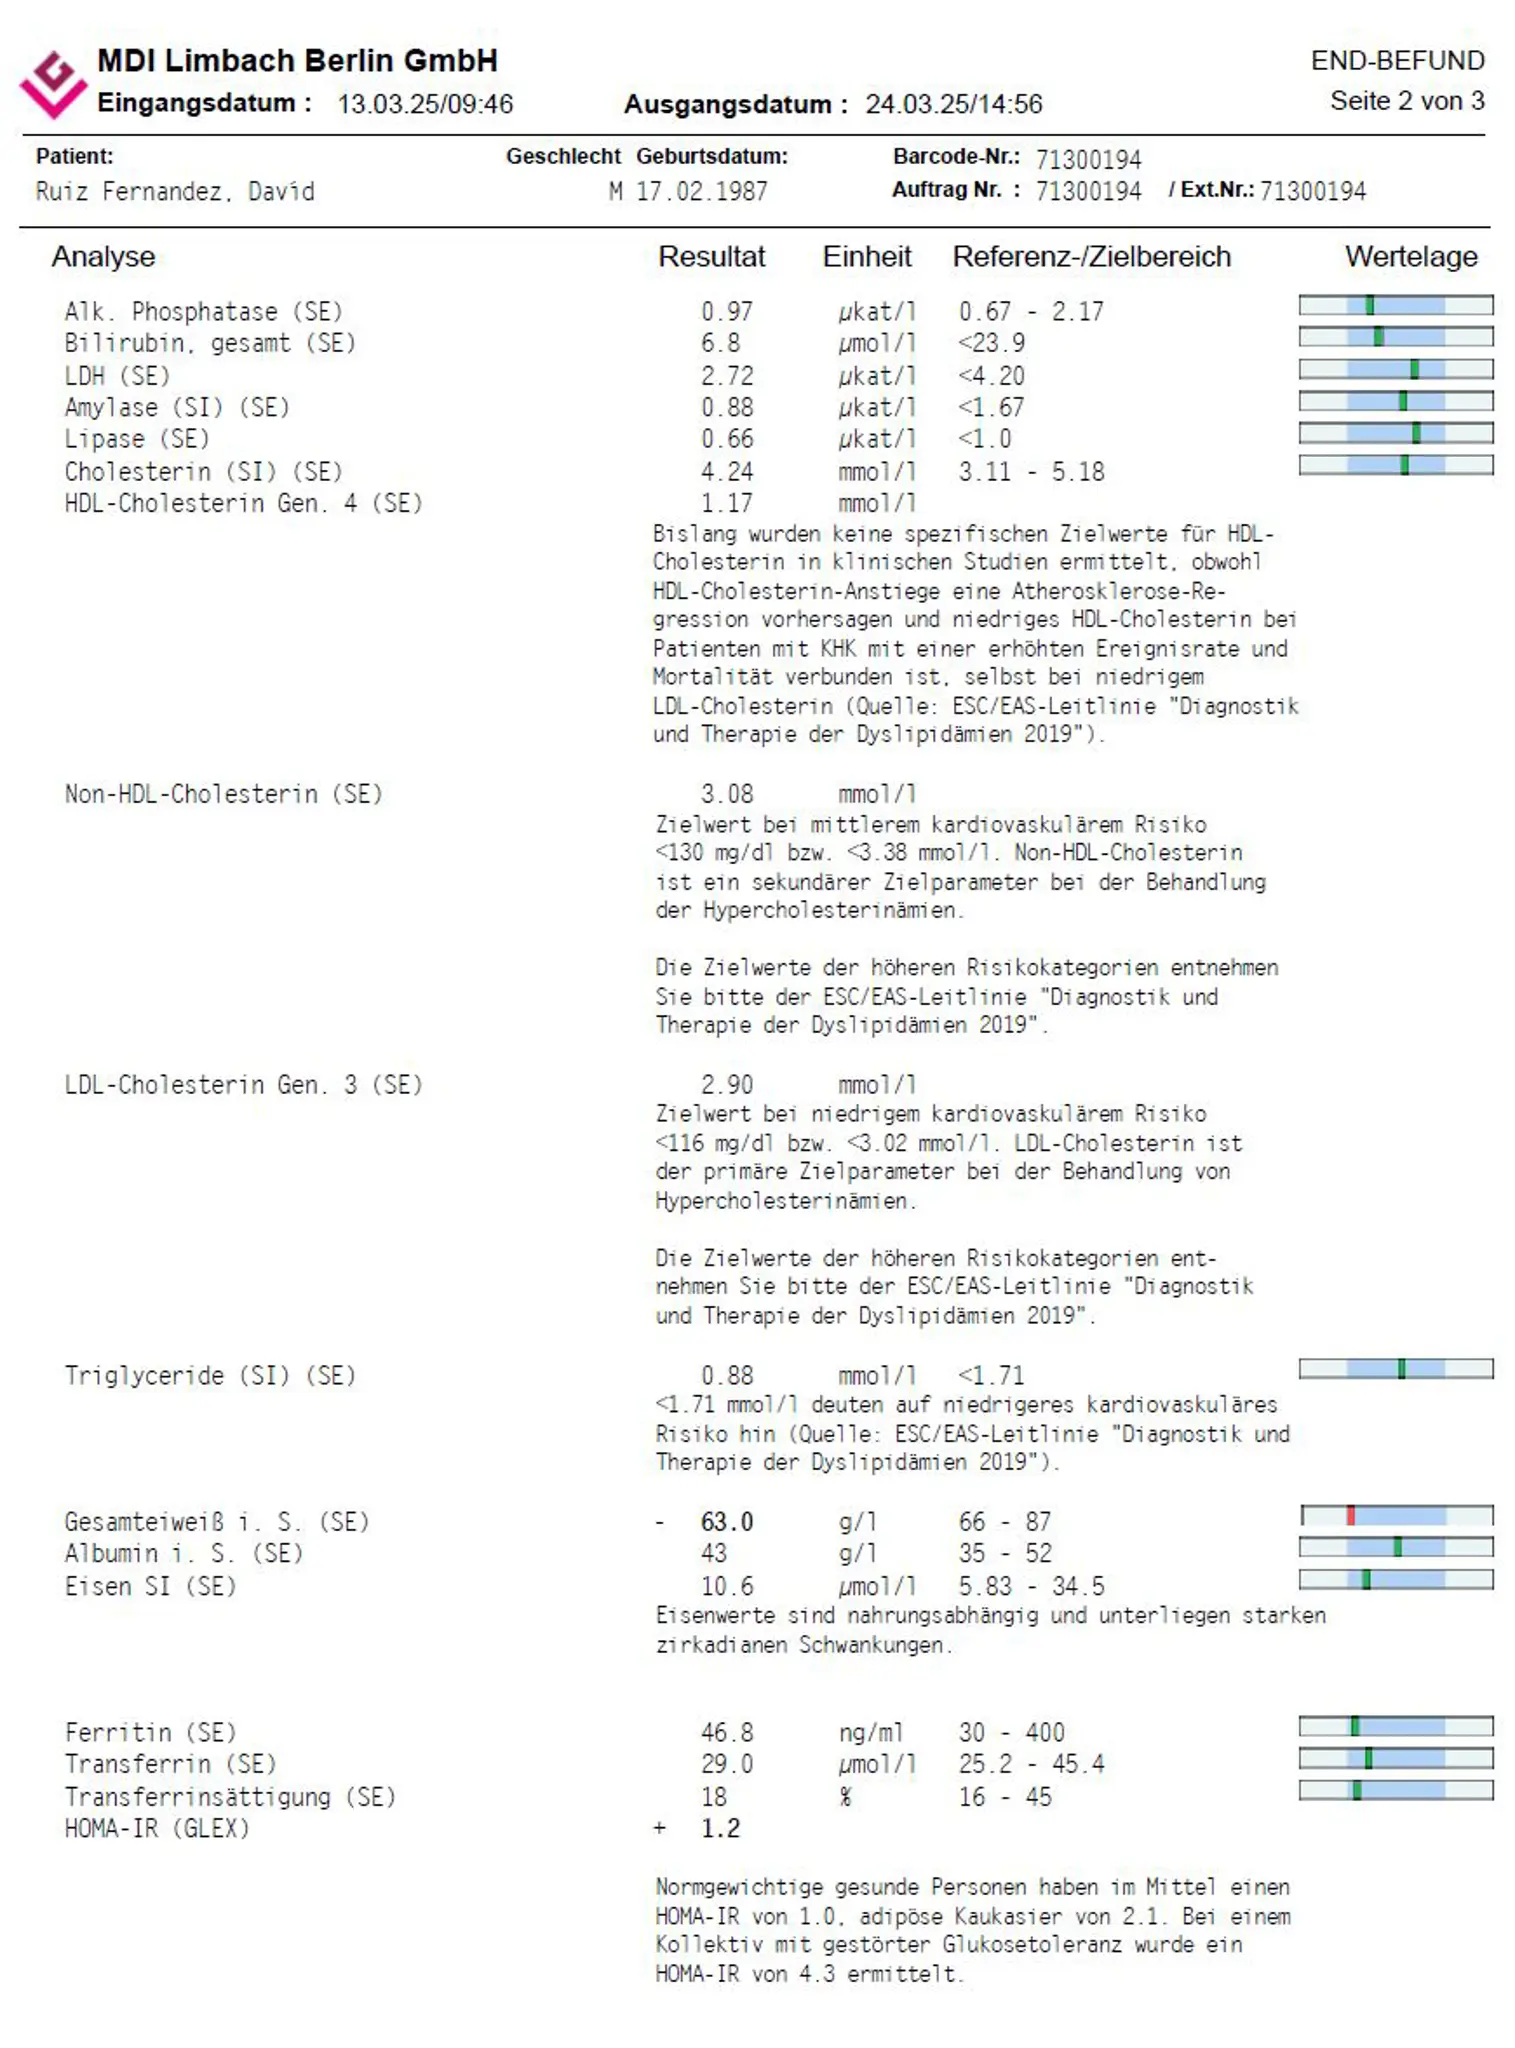 MDI Limbach Berlin GmbH
END-BEFUND
Eingangsdatum : 13.03.25/09:46 Ausgangsdatum : 24.03.25/14:56 Seite 2 von 3
Patient: Geschlecht Geburtsdatum: Barcode-Nr.: 71300194
Ruiz Fernandez, David M 17.02.1987 Auftrag Nr. : 71300194 / Ext.Nr.: 71300194
Analyse Resultat Einheit Referenz-/Zielbereich Wertelage
Alk. Phosphatase (SE) 0.97 µkat/l 0.67 - 2.17
Bilirubin, gesamt (SE) 6.8 µmol/l <23.9
LDH (SE) 2.72 µkat/l <4.20
Amylase (SI) (SE) 0.88 µkat/l <1.67
Lipase (SE) 0.66 µkat/l <1.0
Cholesterin (SI) (SE) 4.24 mmol/l 3.11 - 5.18
HDL-Cholesterin Gen. 4 (SE) 1.17 mmol/l
Bislang wurden keine spezifischen Zielwerte für HDL-
Cholesterin in klinischen Studien ermittelt, obwohl
HDL-Cholesterin-Anstiege eine Atherosklerose-Re-
gression vorhersagen und niedriges HDL-Cholesterin bei
Patienten mit KHK mit einer erhöhten Ereignisrate und
Mortalität verbunden ist, selbst bei niedrigem
LDL-Cholesterin (Quelle: ESC/EAS-Leitlinie "Diagnostik
und Therapie der Dyslipidämien 2019").
Non-HDL-Cholesterin (SE) 3.08 mmol/l
Zielwert bei mittlerem kardiovaskulärem Risiko
<130 mg/dl bzw. <3.38 mmol/l. Non-HDL-Cholesterin
ist ein sekundärer Zielparameter bei der Behandlung
der Hypercholesterinämien.
Die Zielwerte der höheren Risikokategorien entnehmen
Sie bitte der ESC/EAS-Leitlinie "Diagnostik und
Therapie der Dyslipidämien 2019".
LDL-Cholesterin Gen. 3 (SE) 2.90 mmol/l
Zielwert bei niedrigem kardiovaskulärem Risiko
<116 mg/dl bzw. <3.02 mmol/l. LDL-Cholesterin ist
der primäre Zielparameter bei der Behandlung von
Hypercholesterinämien.
Die Zielwerte der höheren Risikokategorien ent-
nehmen Sie bitte der ESC/EAS-Leitlinie "Diagnostik
und Therapie der Dyslipidämien 2019".
Triglyceride (SI) (SE) 0.88 mmol/l <1.71
<1.71 mmol/l deuten auf niedrigeres kardiovaskuläres
Risiko hin (Quelle: ESC/EAS-Leitlinie "Diagnostik und
Therapie der Dyslipidämien 2019").
Gesamteiweiß i. S. (SE) - 63.0 g/l 66 - 87
Albumin i. S. (SE) 43 g/l 35 - 52
Eisen SI (SE) 10.6 µmol/l 5.83 - 34.5
Eisenwerte sind nahrungsabhängig und unterliegen starken
zirkadianen Schwankungen.
Ferritin (SE) 46.8 ng/ml 30 - 400
Transferrin (SE) 29.0 µmol/l 25.2 - 45.4
Transferrinsättigung (SE) 18 % 16 - 45
HOMA-IR (GLEX) + 1.2
Normgewichtige gesunde Personen haben im Mittel einen
HOMA-IR von 1.0, adipöse Kaukasier von 2.1. Bei einem
Kollektiv mit gestörter Glukosetoleranz wurde ein
HOMA-IR von 4.3 ermittelt.